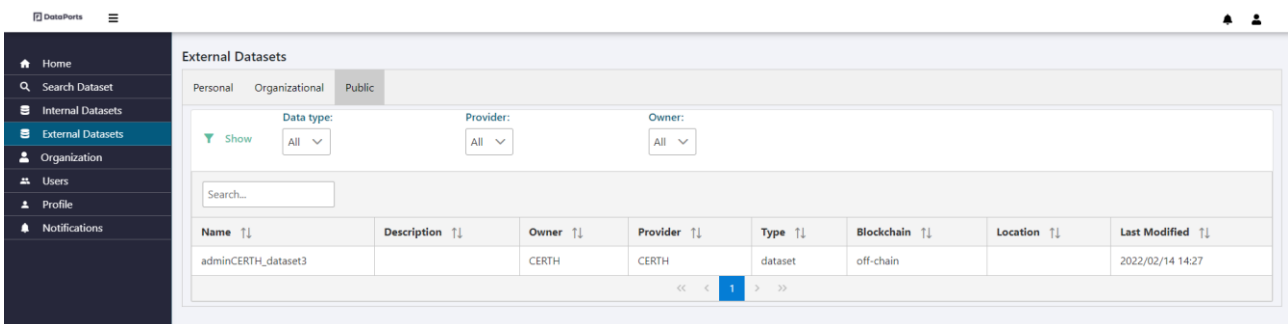 DataPorts
Home
Search Dataset
Internal Datasets
External Datasets
Organization
Users
Profile
Notifications
External Datasets
Personal Organizational Public
Data type: Provider: Owner:
Show All All All
Search...
Name Description Owner Provider Type Blockchain Location Last Modified
adminCERTH_dataset3 CERTH CERTH dataset off-chain 2022/02/14 14:27
« < 1 > »